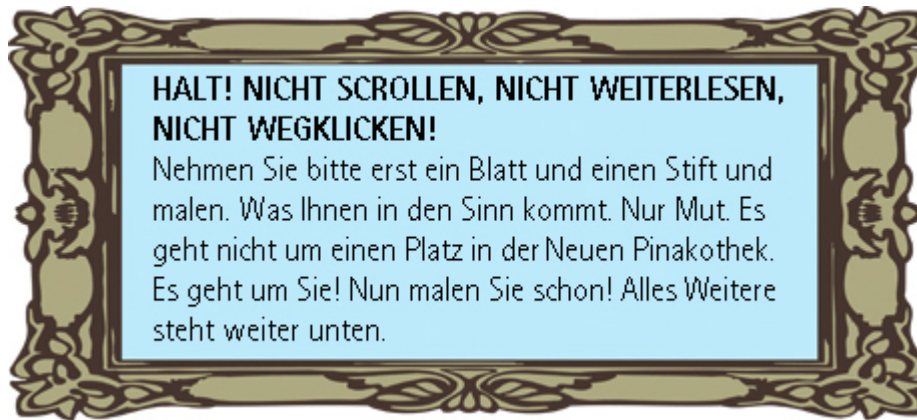 HALT! NICHT SCROLLEN, NICHT WEITERLESEN,
NICHT WEGKLICKEN!
Nehmen Sie bitte erst ein Blatt und einen Stift und
malen. Was Ihnen in den Sinn kommt. Nur Mut. Es
geht nicht um einen Platz in der Neuen Pinakothek.
Es geht um Sie! Nun malen Sie schon! Alles Weitere
steht weiter unten.